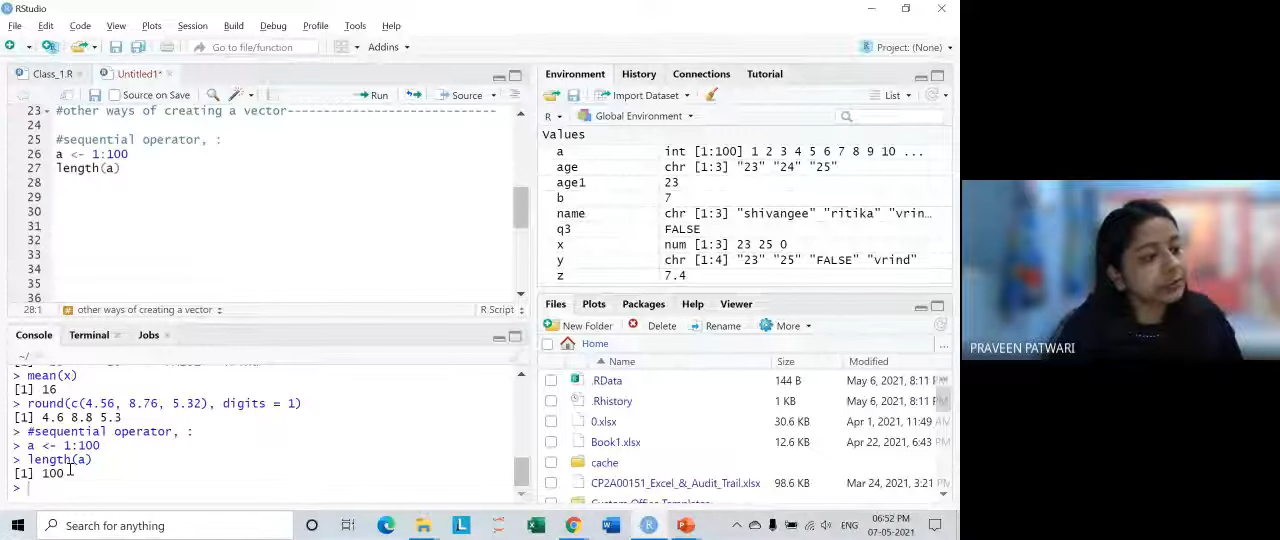 RStudio
File Edit Code View Plots Session Build Debug Profile Tools Help
Go to file/function Addins Project: (None)
Class_1.R Untitled1*
Source on Save Run Source
23 #other ways of creating a vector--------------------------------
24
25 #sequential operator, :
26 a <- 1:100
27 length(a)
28
29
30
31
32
33
34
35
36
28:1 # other ways of creating a vector R Script
Console Terminal Jobs
~/
> mean(x)
[1] 16
> round(c(4.56, 8.76, 5.32), digits = 1)
[1] 4.6 8.8 5.3
> #sequential operator, :
> a <- 1:100
> length(a)
[1] 100
>
Environment History Connections Tutorial
Import Dataset List
R Global Environment
Values
a int [1:100] 1 2 3 4 5 6 7 8 9 10 ...
age chr [1:3] "23" "24" "25"
age1 23
b 7
name chr [1:3] "shivangee" "ritika" "vrin…
q3 FALSE
x num [1:3] 23 25 0
y chr [1:4] "23" "25" "FALSE" "vrind"
z 7.4
Files Plots Packages Help Viewer
New Folder Delete Rename More
Home ...
Name Size Modified
.RData 144 B May 6, 2021, 8:11 PM
.Rhistory 1 KB May 6, 2021, 8:11 PM
0.xlsx 30.6 KB Apr 1, 2021, 11:49
Book1.xlsx 12.6 KB Apr 22, 2021, 6:43
cache
CP2A00151_Excel_&_Audit_Trail.xlsx 98.6 KB Mar 24, 2021, 3:21
Custom Office Templates
PRAVEEN PATWARI
Search for anything
ENG
06:52 PM
07-05-2021